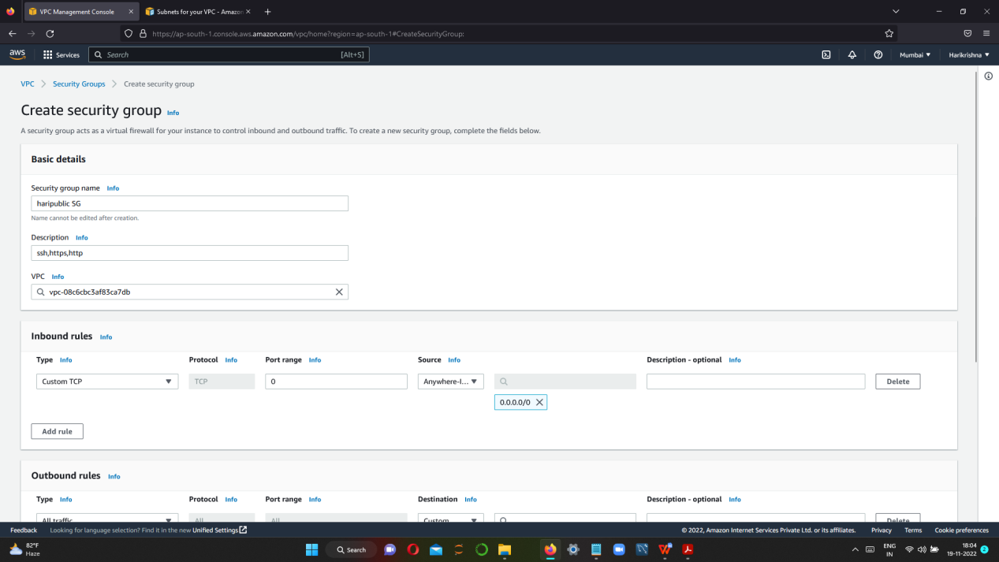 VPC Management Console
Subnets for your VPC - Amazon
https://ap-south-1.console.aws.amazon.com/vpc/home?region=ap-south-1#CreateSecurityGroup:
aws Services Search [Alt+S] Mumbai Harikrishna
VPC Security Groups Create security group
Create security group Info
A security group acts as a virtual firewall for your instance to control inbound and outbound traffic. To create a new security group, complete the fields below.
Basic details
Security group name Info
haripublic SG
Name cannot be edited after creation.
Description Info
ssh,https,http
VPC Info
vpc-08c6cbc3af83ca7db
Inbound rules Info
Type Info Protocol Info Port range Info Source Info Description - optional Info
Custom TCP TCP 0 Anywhere-I... Delete
0.0.0.0/0
Add rule
Outbound rules Info
Type Info Protocol Info Port range Info Destination Info Description - optional Info
All traffic All All Custom Delete
Feedback Looking for language selection? Find it in the new Unified Settings © 2022, Amazon Internet Services Private Ltd. or its affiliates. Privacy Terms Cookie preferences
82°F
Haze
Search
ENG
IN
18:04
19-11-2022
2